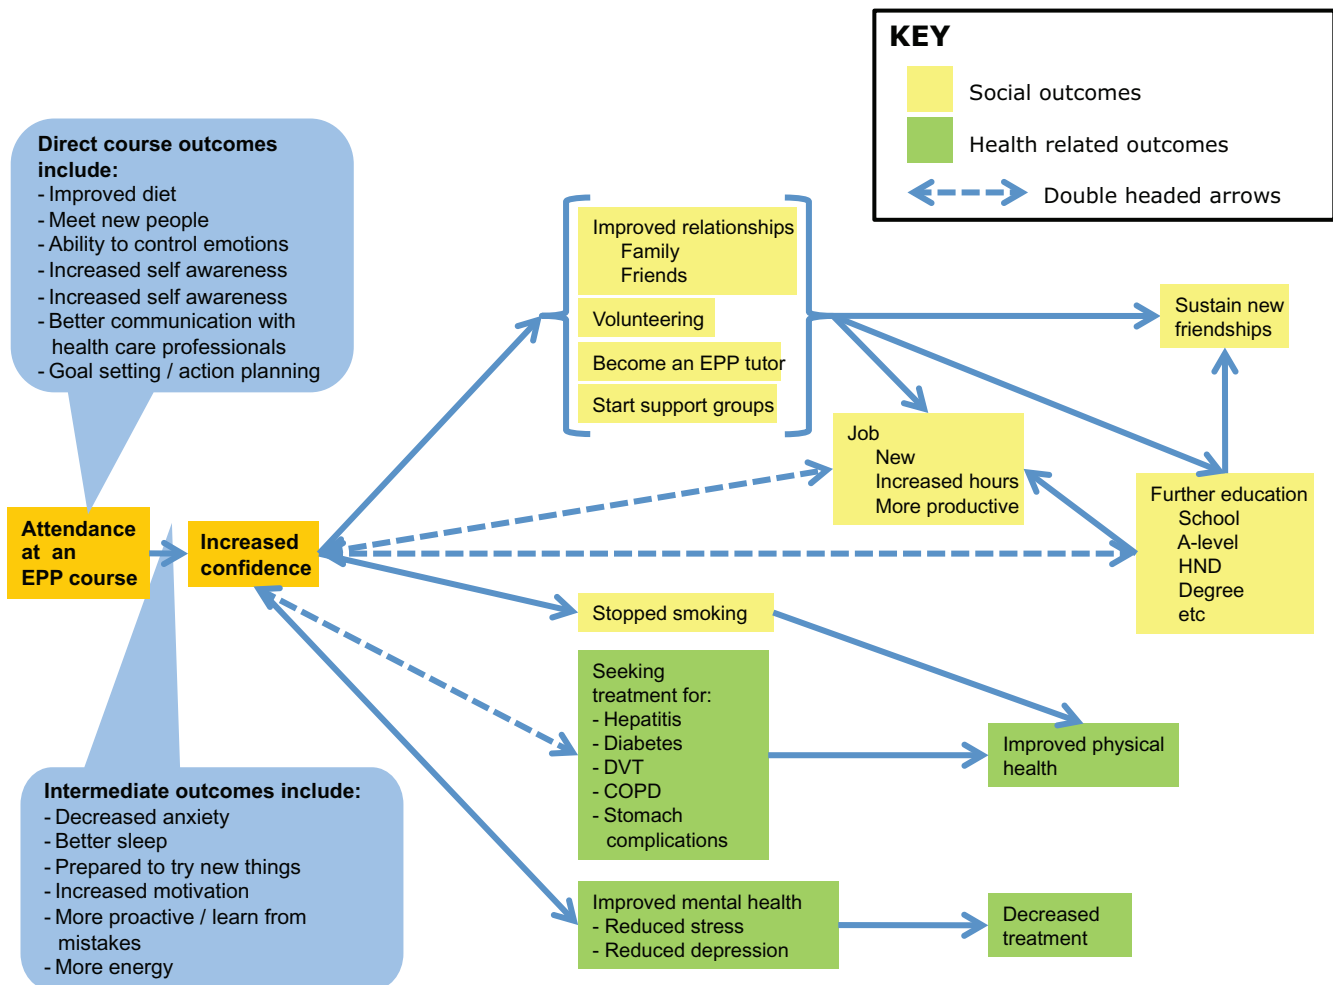 KEY
Social outcomes
Health related outcomes
Double headed arrows
Direct course outcomes
include:
- Improved diet
- Meet new people
- Ability to control emotions
- Increased self awareness
- Increased self awareness
- Better communication with
health care professionals
- Goal setting / action planning
Attendance
at an
EPP course
Increased
confidence
Intermediate outcomes include:
- Decreased anxiety
- Better sleep
- Prepared to try new things
- Increased motivation
- More proactive / learn from
mistakes
- More energy
Improved relationships
Family
Friends
Volunteering
Become an EPP tutor
Start support groups
Job
New
Increased hours
More productive
Sustain new
friendships
Further education
School
A-level
HND
Degree
etc
Stopped smoking
Seeking
treatment for:
- Hepatitis
- Diabetes
- DVT
- COPD
- Stomach
complications
Improved physical
health
Improved mental health
- Reduced stress
- Reduced depression
Decreased
treatment